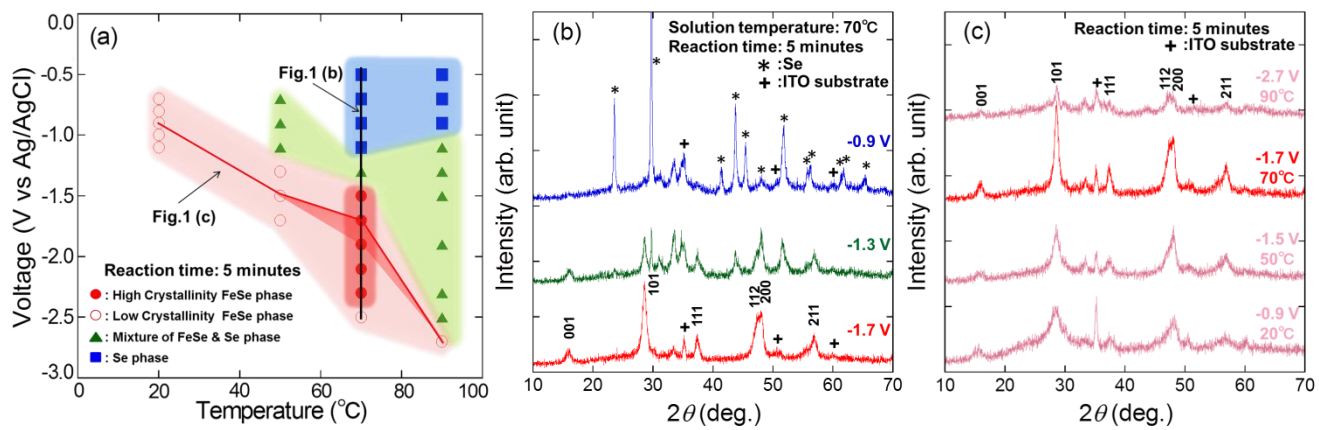 (a)
Fig.1 (b)
Fig.1 (c)
Reaction time: 5 minutes
: High Crystallinity FeSe phase
: Low Crystallinity FeSe phase
: Mixture of FeSe & Se phase
: Se phase
0.0
−0.5
−1.0
−1.5
−2.0
−2.5
−3.0
Voltage (V vs Ag/AgCl)
0 20 40 60 80 100
Temperature (°C)
(b)
Solution temperature: 70°C
Reaction time: 5 minutes
* :Se
+ :ITO substrate
* * + * * * * * + * * + * * *
-0.9 V
-1.3 V
001 101 + 111 112 200 + 211 +
-1.7 V
Intensity (arb. unit)
10 20 30 40 50 60 70
2θ (deg.)
(c)
Reaction time: 5 minutes
+ :ITO substrate
001 101 + 111 112 200 + 211
-2.7 V
90°C
-1.7 V
70°C
-1.5 V
50°C
-0.9 V
20°C
Intensity (arb. unit)
10 20 30 40 50 60 70
2θ (deg.)